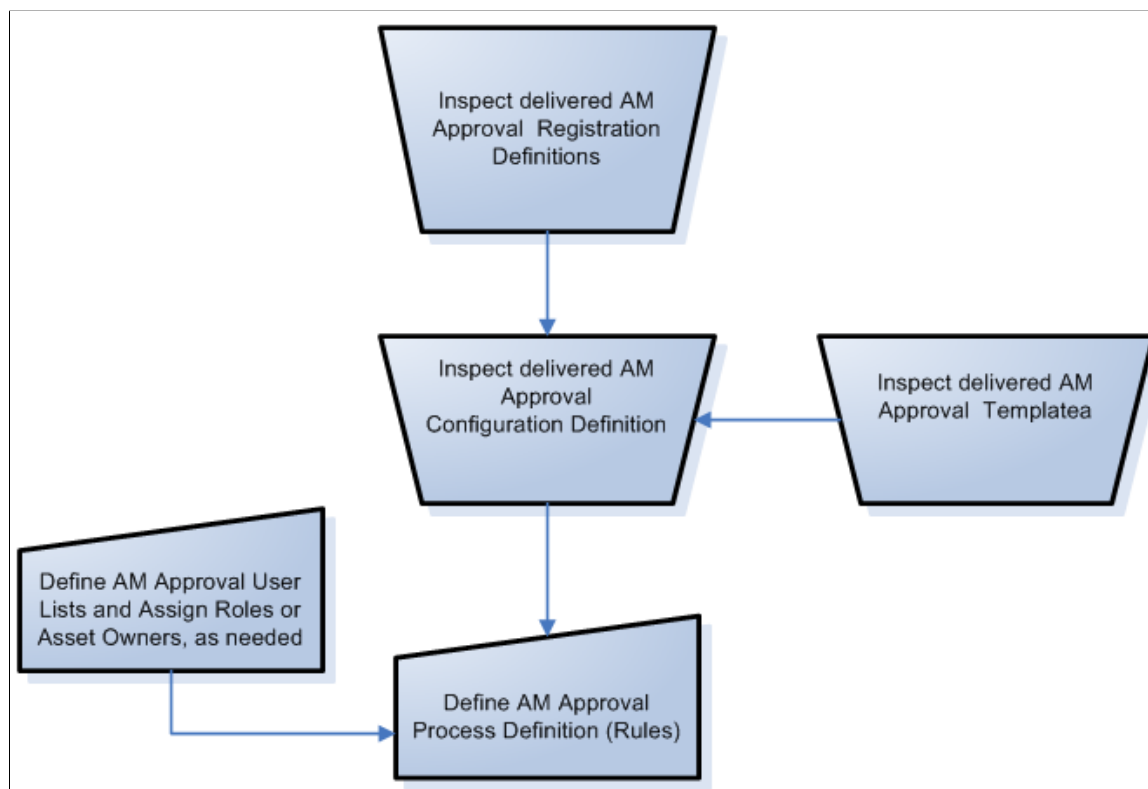 Inspect delivered AM
Approval Registration
Definitions
Inspect delivered AM
Approval
Configuration Definition
Inspect delivered AM
Approval Templatea
Define AM Approval User
Lists and Assign Roles or
Asset Owners, as needed
Define AM Approval
Process Definition (Rules)